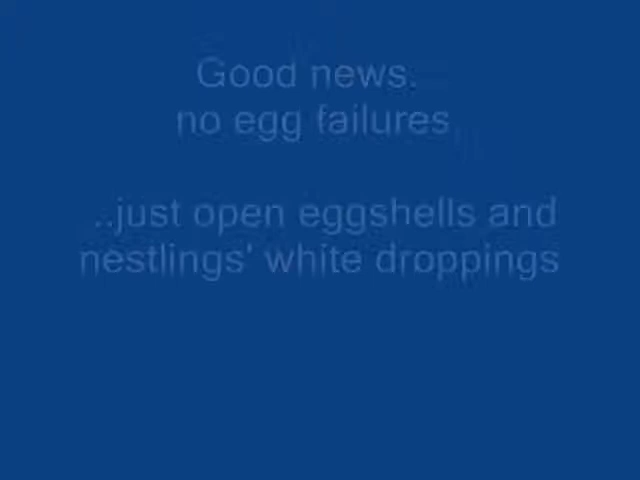 Good news.
no egg failures
..just open eggshells and
nestlings' white droppings